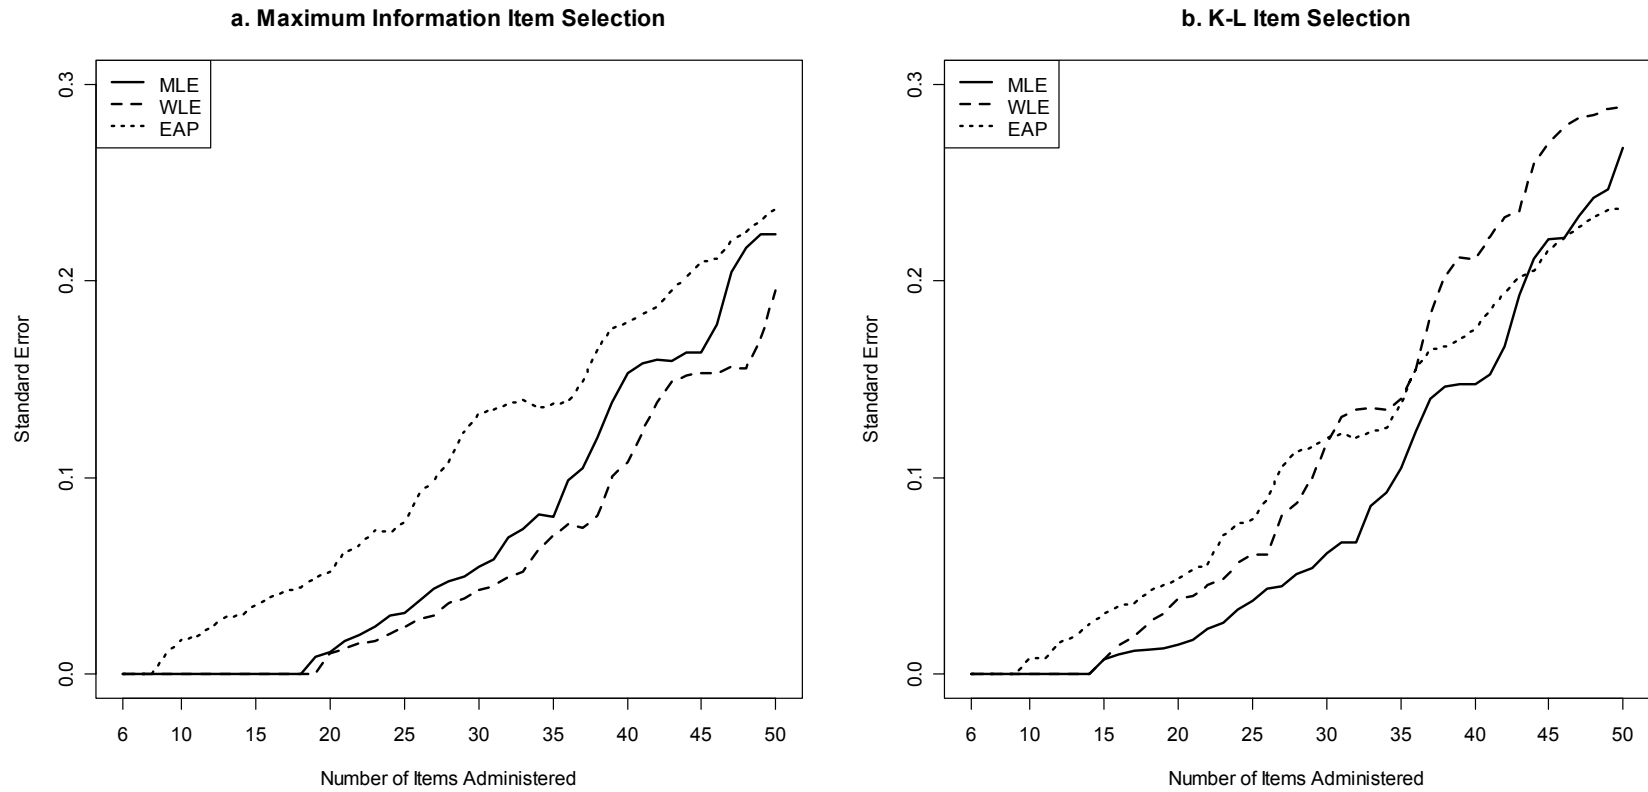 a. Maximum Information Item Selection
MLE
WLE
EAP
0.3
0.2
0.1
0.0
Standard Error
6 10 15 20 25 30 35 40 45 50
Number of Items Administered
b. K-L Item Selection
MLE
WLE
EAP
0.3
0.2
0.1
0.0
Standard Error
6 10 15 20 25 30 35 40 45 50
Number of Items Administered